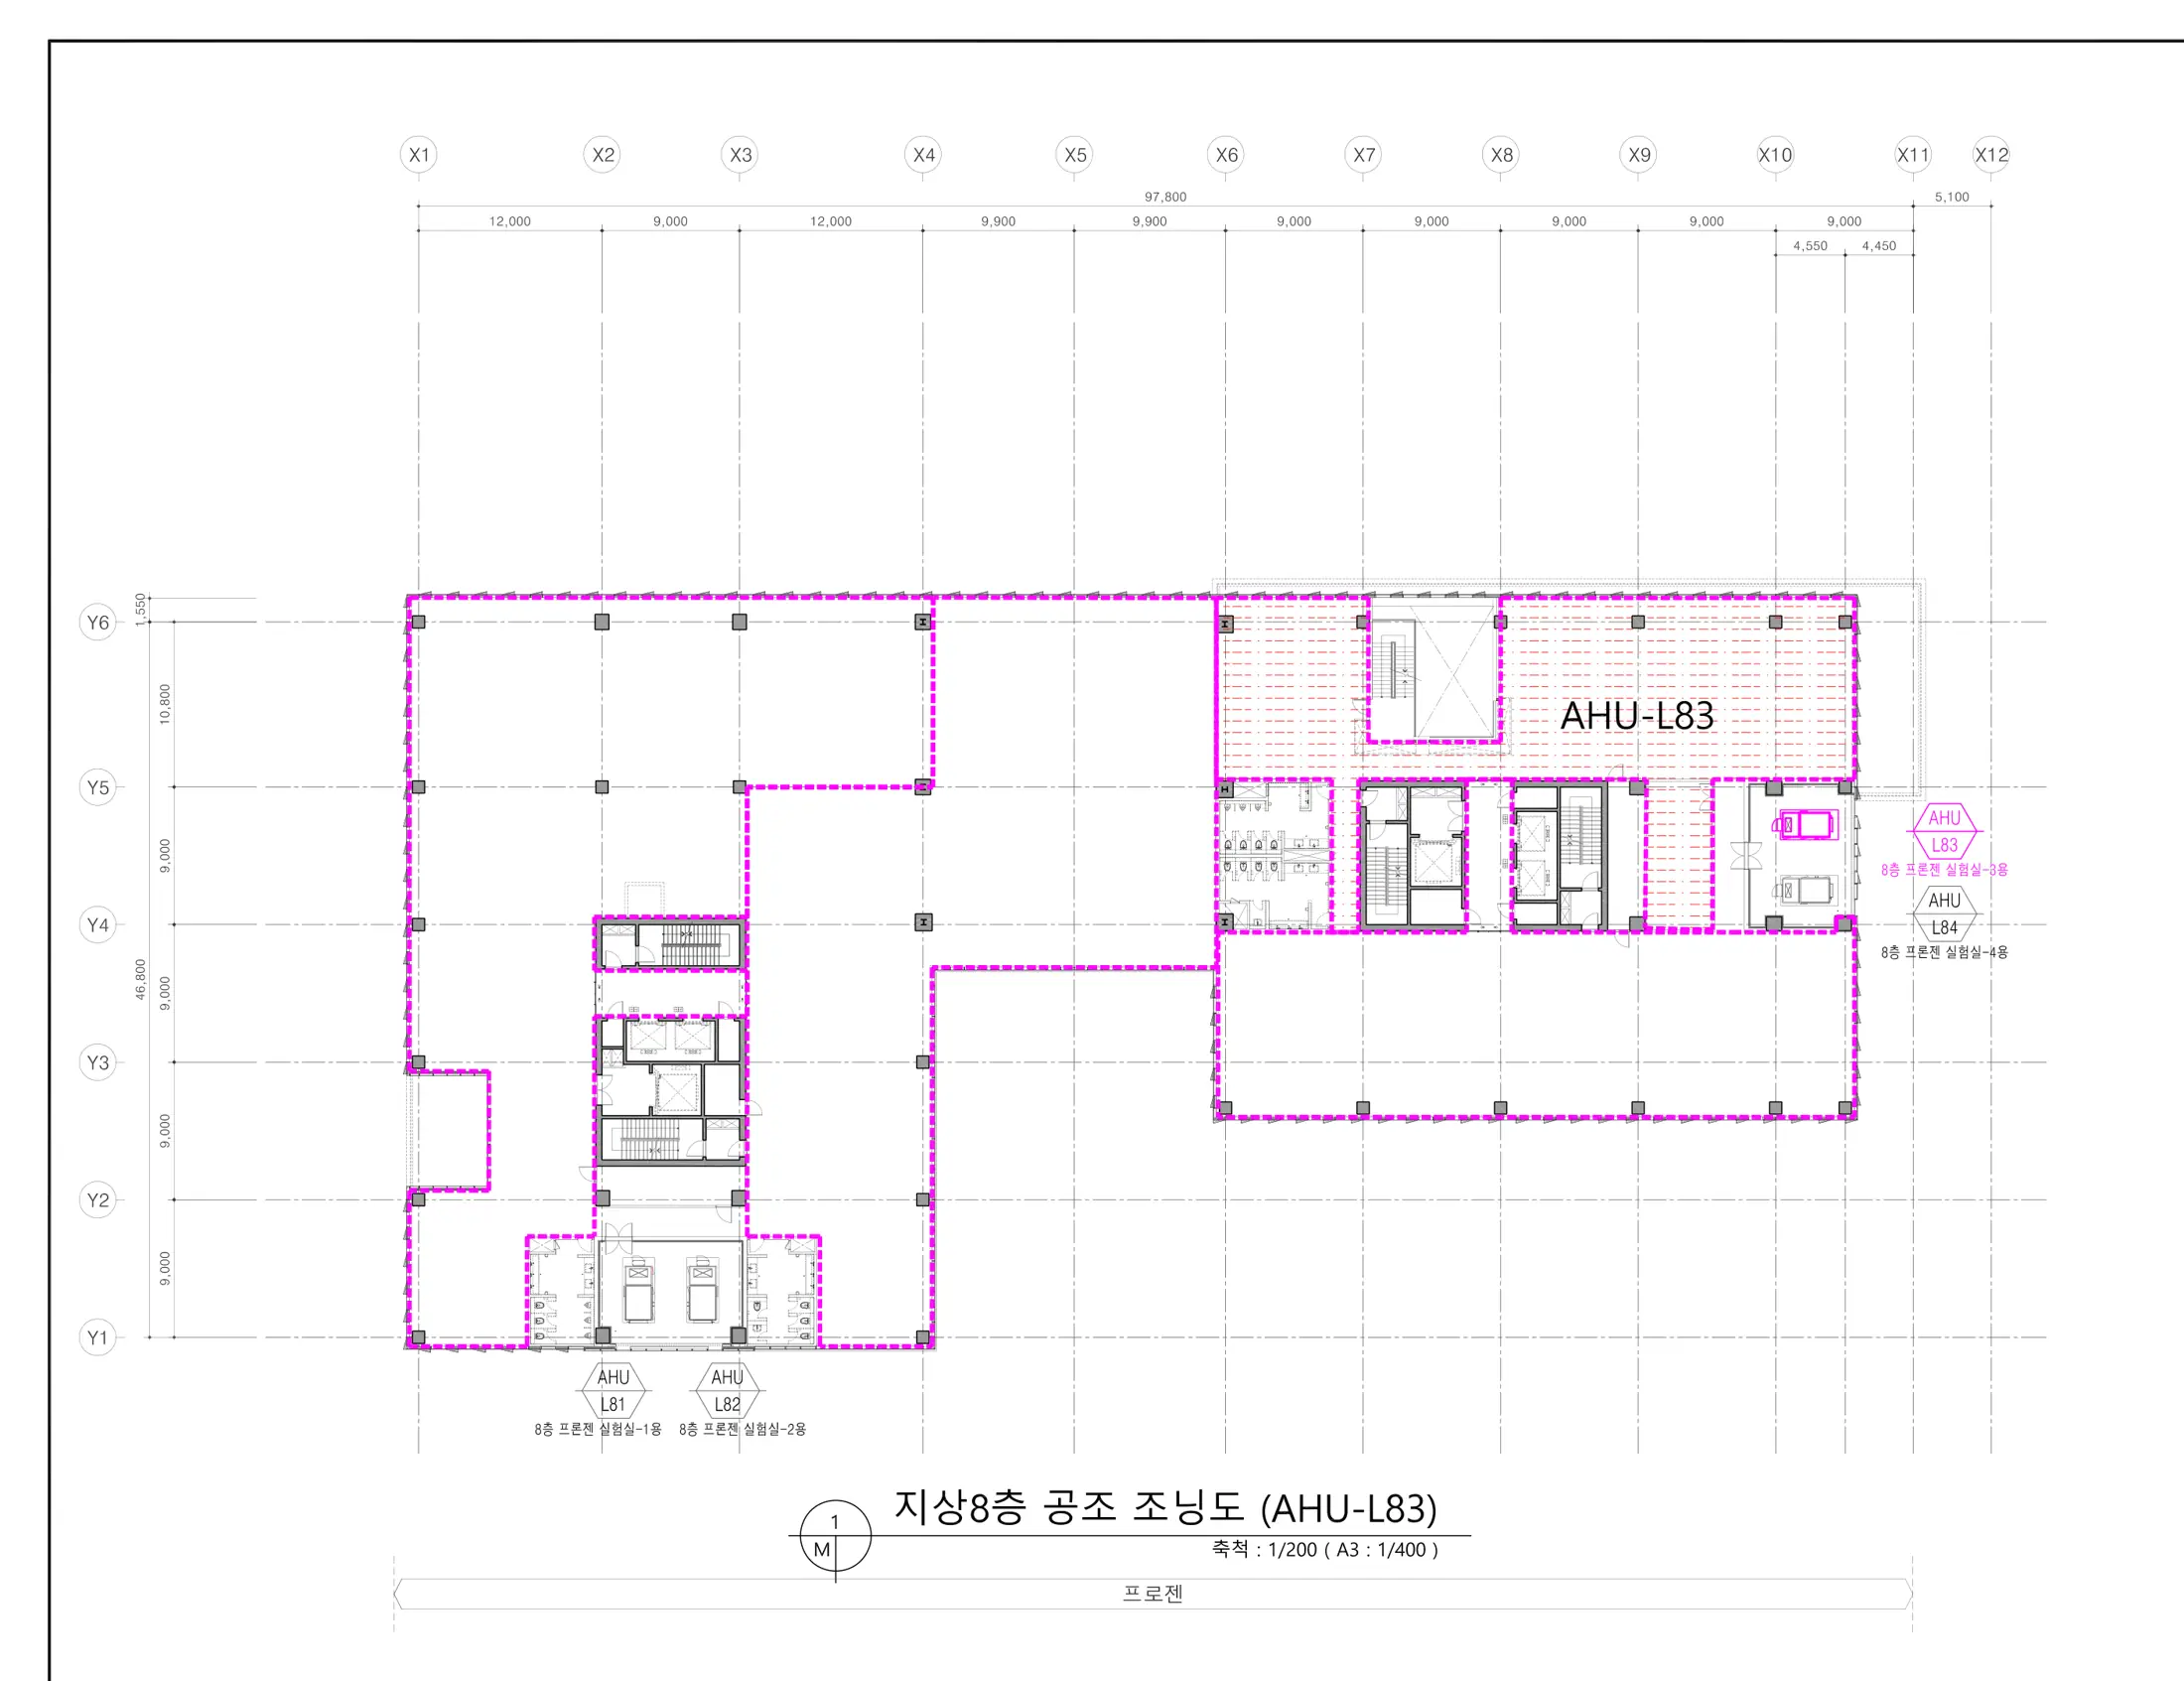 X1 X2 X3 X4 X5 X6 X7 X8 X9 X10 X11 X12
97,800 5,100
12,000 9,000 12,000 9,900 9,900 9,000 9,000 9,000 9,000 9,000
4,550 4,450
Y6
Y5
Y4
Y3
Y2
Y1
1,550
10,800
9,000
9,000
9,000
9,000
46,800
AHU-L83
AHU
L83
8층 프론젠 실험실-3용
AHU
L84
8층 프론젠 실험실-4용
AHU
L81
8층 프론젠 실험실-1용
AHU
L82
8층 프론젠 실험실-2용
1
M
지상8층 공조 조닝도 (AHU-L83)
축척 : 1/200 ( A3 : 1/400 )
프로젠